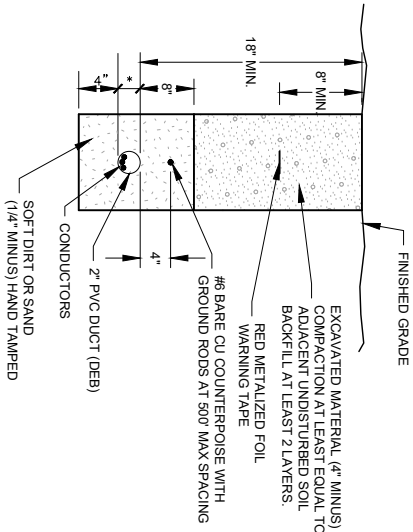 FINISHED GRADE
EXCAVATED MATERIAL (4" MINUS)
COMPACTION AT LEAST EQUAL TO
ADJACENT UNDISTURBED SOIL
BACKFILL AT LEAST 2 LAYERS.
RED METALIZED FOIL
WARNING TAPE
#6 BARE CU COUNTERPOISE WITH
GROUND RODS AT 500' MAX SPACING
4"
2" PVC DUCT (DEB)
CONDUCTORS
SOFT DIRT OR SAND
(1/4" MINUS) HAND TAMPED
18" MIN.
8" MIN.
8"
*
4"